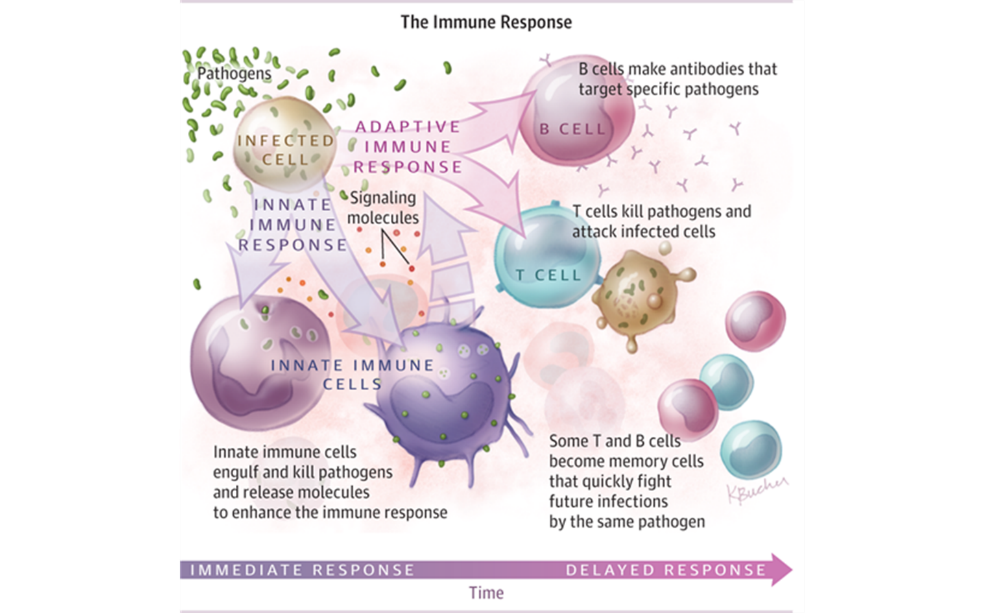 The Immune Response
Pathogens
B cells make antibodies that
target specific pathogens
INFECTED
CELL
ADAPTIVE
IMMUNE
RESPONSE
B CELL
INNATE
IMMUNE
RESPONSE
Signaling
molecules
T cells kill pathogens and
attack infected cells
T CELL
INNATE IMMUNE
CELLS
Innate immune cells
engulf and kill pathogens
and release molecules
to enhance the immune response
Some T and B cells
become memory cells
that quickly fight
future infections
by the same pathogen
KBucher
IMMEDIATE RESPONSE
DELAYED RESPONSE
Time